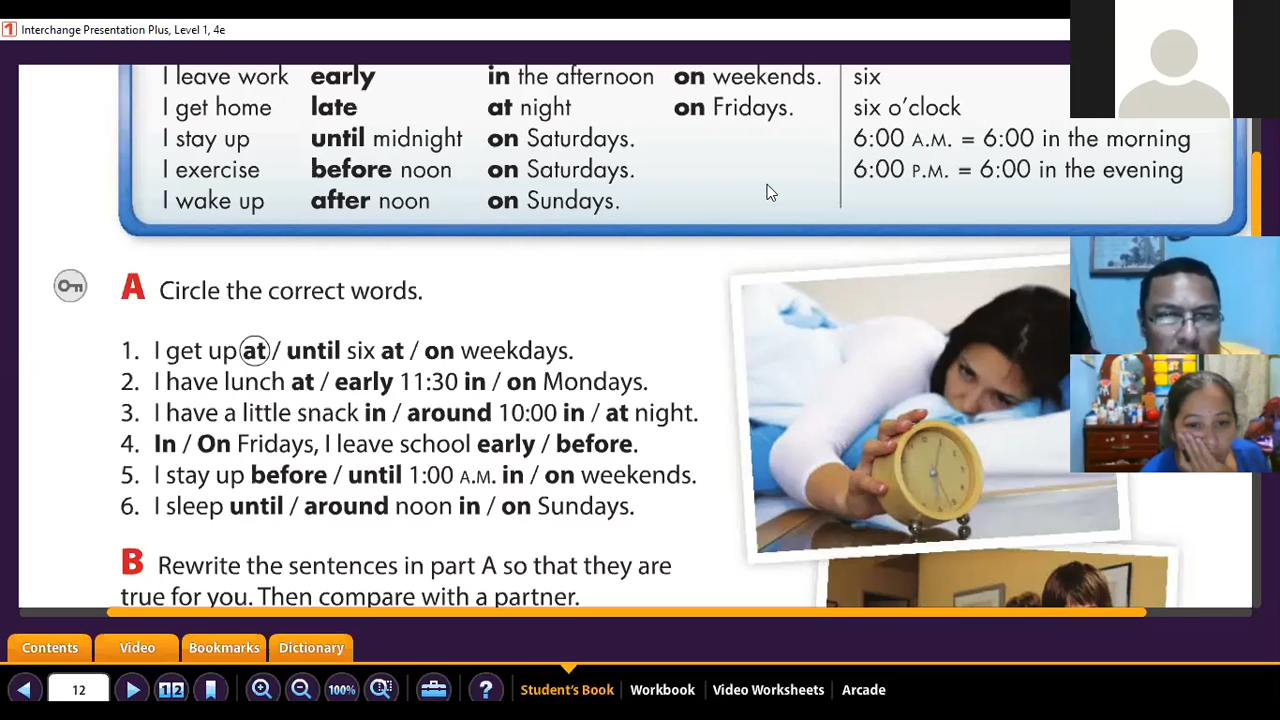 Interchange Presentation Plus, Level 1, 4e
I leave work early in the afternoon on weekends. six
I get home late at night on Fridays. six o'clock
I stay up until midnight on Saturdays. 6:00 A.M. = 6:00 in the morning
I exercise before noon on Saturdays. 6:00 P.M. = 6:00 in the evening
I wake up after noon on Sundays.
A Circle the correct words.
1. I get up at / until six at / on weekdays.
2. I have lunch at / early 11:30 in / on Mondays.
3. I have a little snack in / around 10:00 in / at night.
4. In / On Fridays, I leave school early / before.
5. I stay up before / until 1:00 A.M. in / on weekends.
6. I sleep until / around noon in / on Sundays.
B Rewrite the sentences in part A so that they are
true for you. Then compare with a partner.
Contents Video Bookmarks Dictionary
12 12 100% ? Student's Book Workbook Video Worksheets Arcade